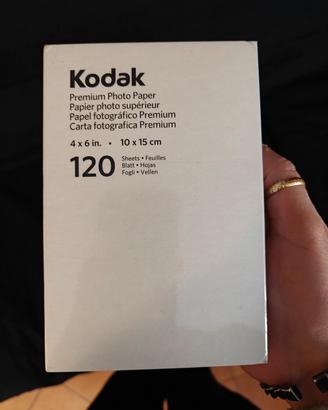 Kodak
Premium Photo Paper
Papier photo supérieur
Papel fotográfico Premium
Carta fotografica Premium
4 x 6 in. • 10 x 15 cm
120 Sheets • Feuilles
Blatt • Hojas
Fogli • Vellen